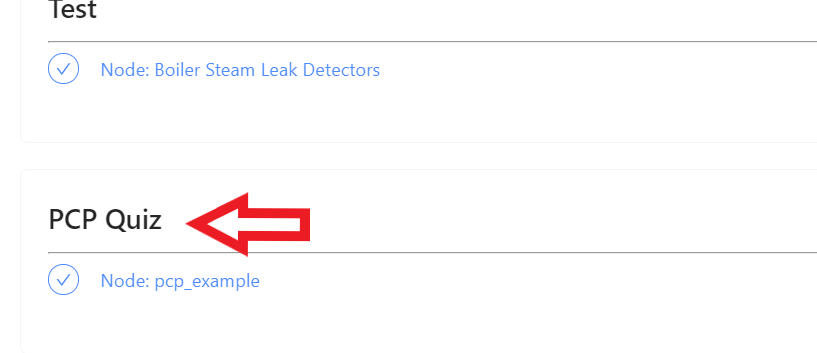 Test
Node: Boiler Steam Leak Detectors
PCP Quiz
Node: pcp_example